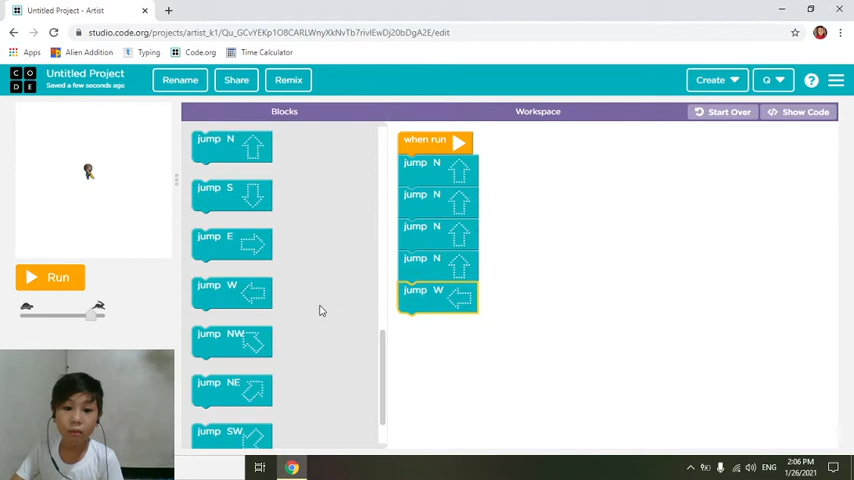 Untitled Project
Artist
studio.code.org/projects/artist_k1/Qu_GCvYEKp1O8CARLWnyXkNvTb7rivlEwDj20bDgA2E/edit
Apps
Alien Addition
Typing
Code.org
Time Calculator
CO
DE
Untitled Project
Saved a few seconds ago
Rename
Share
Remix
Create
Q
?
Blocks
Workspace
Start Over
Show Code
jump N
jump S
jump E
jump W
jump NW
jump NE
jump SW
when run
jump N
jump N
jump N
jump N
jump W
Run
ENG
2:06 PM
1/26/2021